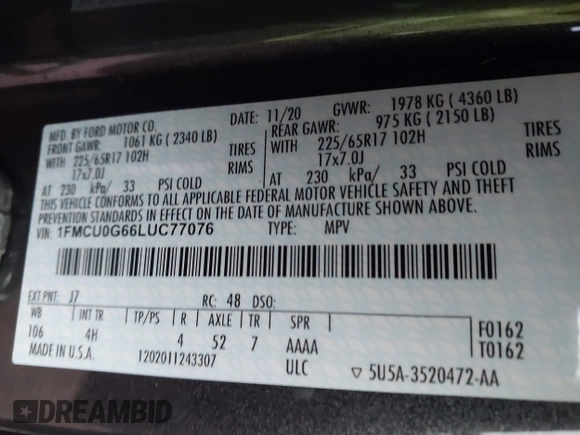 MFD. BY FORD MOTOR CO. DATE: 11/20 GVWR: 1978 KG ( 4360 LB)
FRONT GAWR: 1061 KG ( 2340 LB) REAR GAWR: 975 KG ( 2150 LB)
WITH 225/65R17 102H TIRES WITH 225/65R17 102H TIRES
17x7.0J RIMS 17x7.0J RIMS
AT 230 kPa/ 33 PSI COLD AT 230 kPa/ 33 PSI COLD
THIS VEHICLE CONFORMS TO ALL APPLICABLE FEDERAL MOTOR VEHICLE SAFETY AND THEFT
PREVENTION STANDARDS IN EFFECT ON THE DATE OF MANUFACTURE SHOWN ABOVE.
VIN: 1FMCU0G66LUC77076 TYPE: MPV
EXT PNT: J7 RC: 48 DSO:
WB INT TR TP/PS R AXLE TR SPR
106 4H 4 52 7 AAAA
F0162
T0162
MADE IN U.S.A. 1202011243307 ULC ▽ 5U5A-3520472-AA
DREAMBID